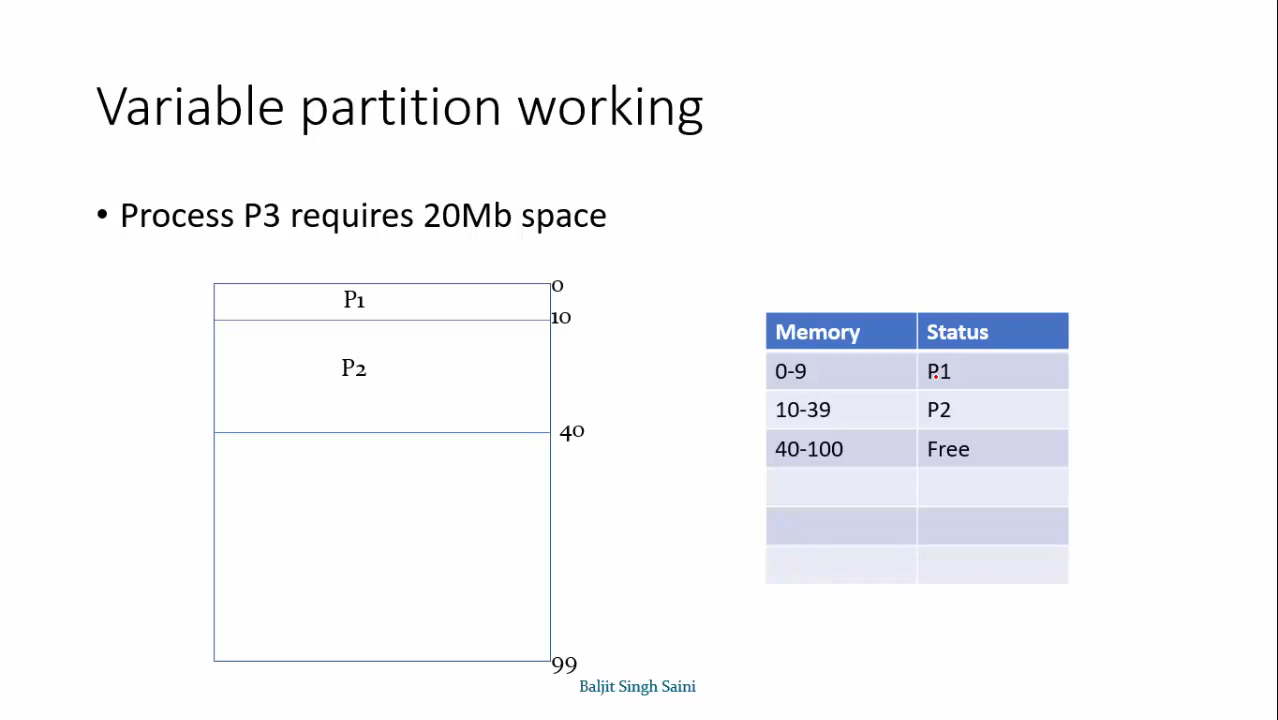 Variable partition working
• Process P3 requires 20Mb space
P1
0
10
P2
40
99
Memory Status
0-9 P1
10-39 P2
40-100 Free
Baljit Singh Saini